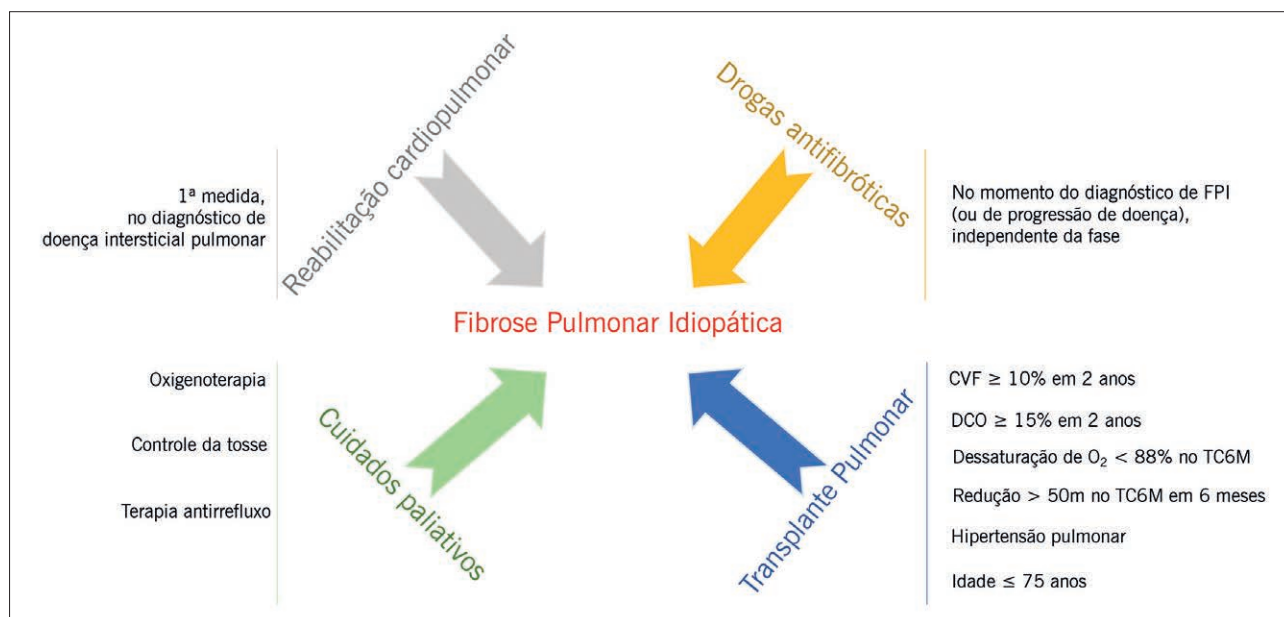 Reabilitação cardiopulmonar
1ª medida,
no diagnóstico de
doença intersticial pulmonar
Drogas antifibróticas
No momento do diagnóstico de FPI
(ou de progressão de doença),
independente da fase
Fibrose Pulmonar Idiopática
Cuidados paliativos
Oxigenoterapia
Controle da tosse
Terapia antirrefluxo
Transplante Pulmonar
CVF ≥ 10% em 2 anos
DCO ≥ 15% em 2 anos
Dessaturação de O₂ < 88% no TC6M
Redução > 50m no TC6M em 6 meses
Hipertensão pulmonar
Idade ≤ 75 anos